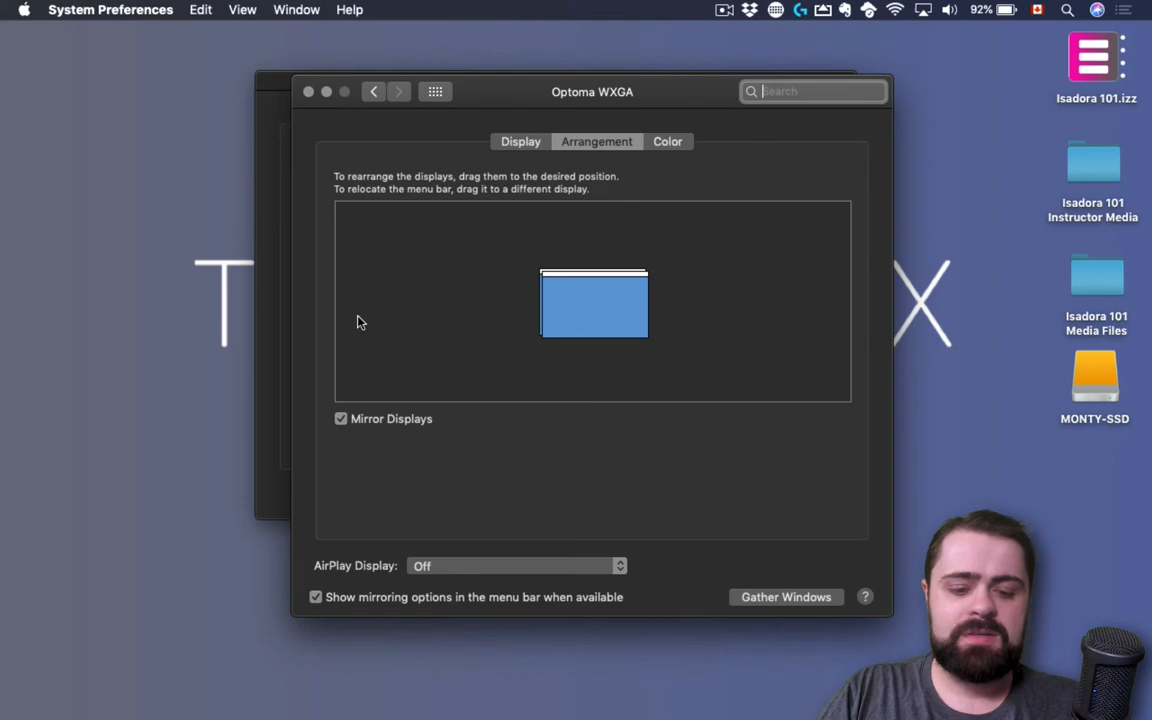 System Preferences Edit View Window Help 92%
Optoma WXGA Search
Display Arrangement Color
To rearrange the displays, drag them to the desired position.
To relocate the menu bar, drag it to a different display.
Mirror Displays
AirPlay Display: Off
Show mirroring options in the menu bar when available Gather Windows ?
T X
Isadora 101.izz
Isadora 101
Instructor Media
Isadora 101
Media Files
MONTY-SSD